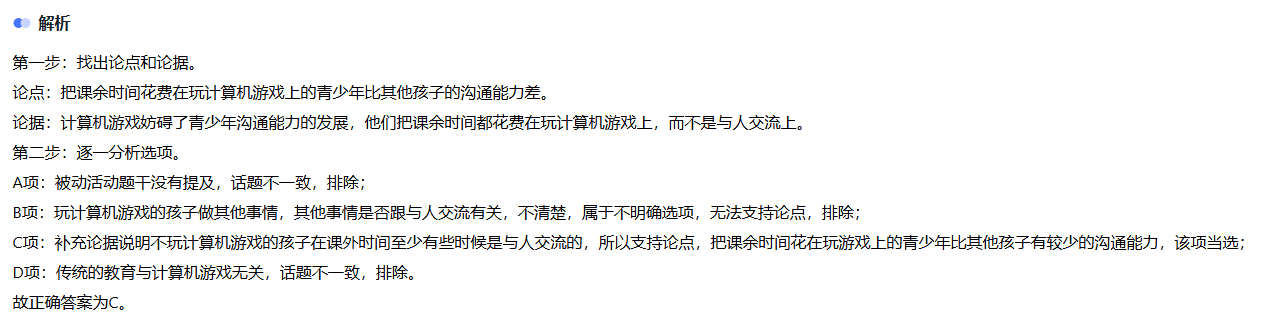 解析
第一步：找出论点和论据。
论点：把课余时间花费在玩计算机游戏上的青少年比其他孩子的沟通能力差。
论据：计算机游戏妨碍了青少年沟通能力的发展，他们把课余时间都花费在玩计算机游戏上，而不是与人交流上。
第二步：逐一分析选项。
A项：被动活动题干没有提及，话题不一致，排除；
B项：玩计算机游戏的孩子做其他事情，其他事情是否跟与人交流有关，不清楚，属于不明确选项，无法支持论点，排除；
C项：补充论据说明不玩计算机游戏的孩子在课外时间至少有些时候是与人交流的，所以支持论点，把课余时间花在玩游戏上的青少年比其他孩子有较少的沟通能力，该项当选；
D项：传统的教育与计算机游戏无关，话题不一致，排除。
故正确答案为C。